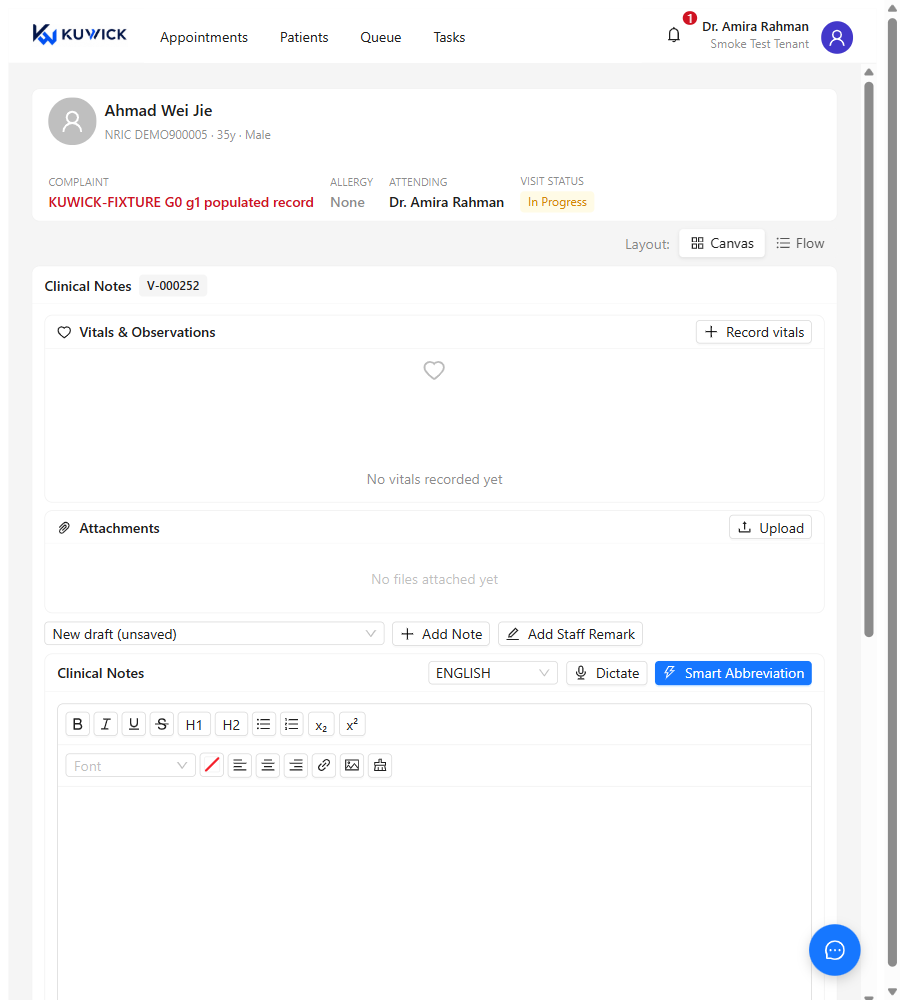 KUWICK
Appointments
Patients
Queue
Tasks
1
Dr. Amira Rahman
Smoke Test Tenant
Ahmad Wei Jie
NRIC DEMO900005 · 35y · Male
COMPLAINT
KUWICK-FIXTURE G0 g1 populated record
ALLERGY
None
ATTENDING
Dr. Amira Rahman
VISIT STATUS
In Progress
Layout:
Canvas
Flow
Clinical Notes
V-000252
Vitals & Observations
Record vitals
No vitals recorded yet
Attachments
Upload
No files attached yet
New draft (unsaved)
Add Note
Add Staff Remark
Clinical Notes
ENGLISH
Dictate
Smart Abbreviation
B I U S H1 H2 x₂ x²
Font